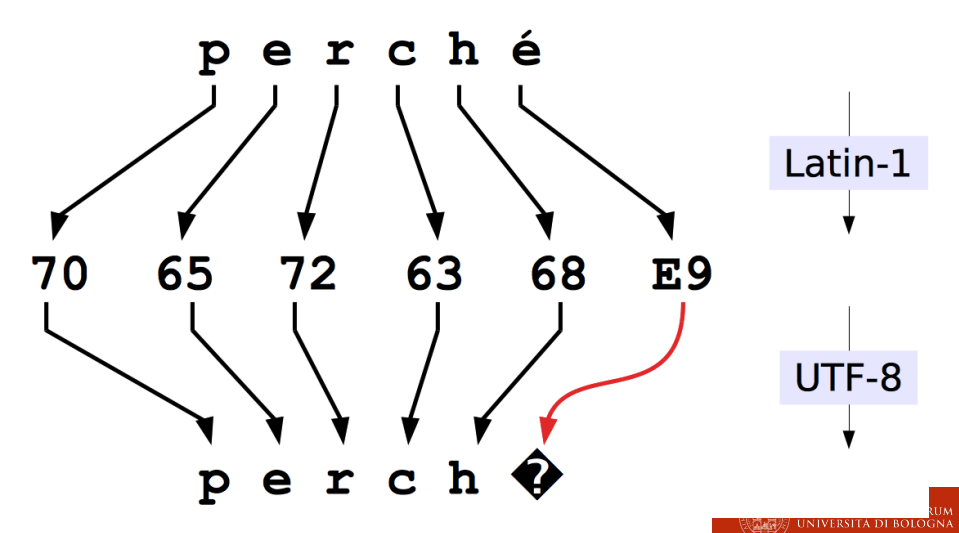 p e r c h é
Latin-1
70 65 72 63 68 E9
UTF-8
p e r c h �
RUM
UNIVERSITÀ DI BOLOGNA